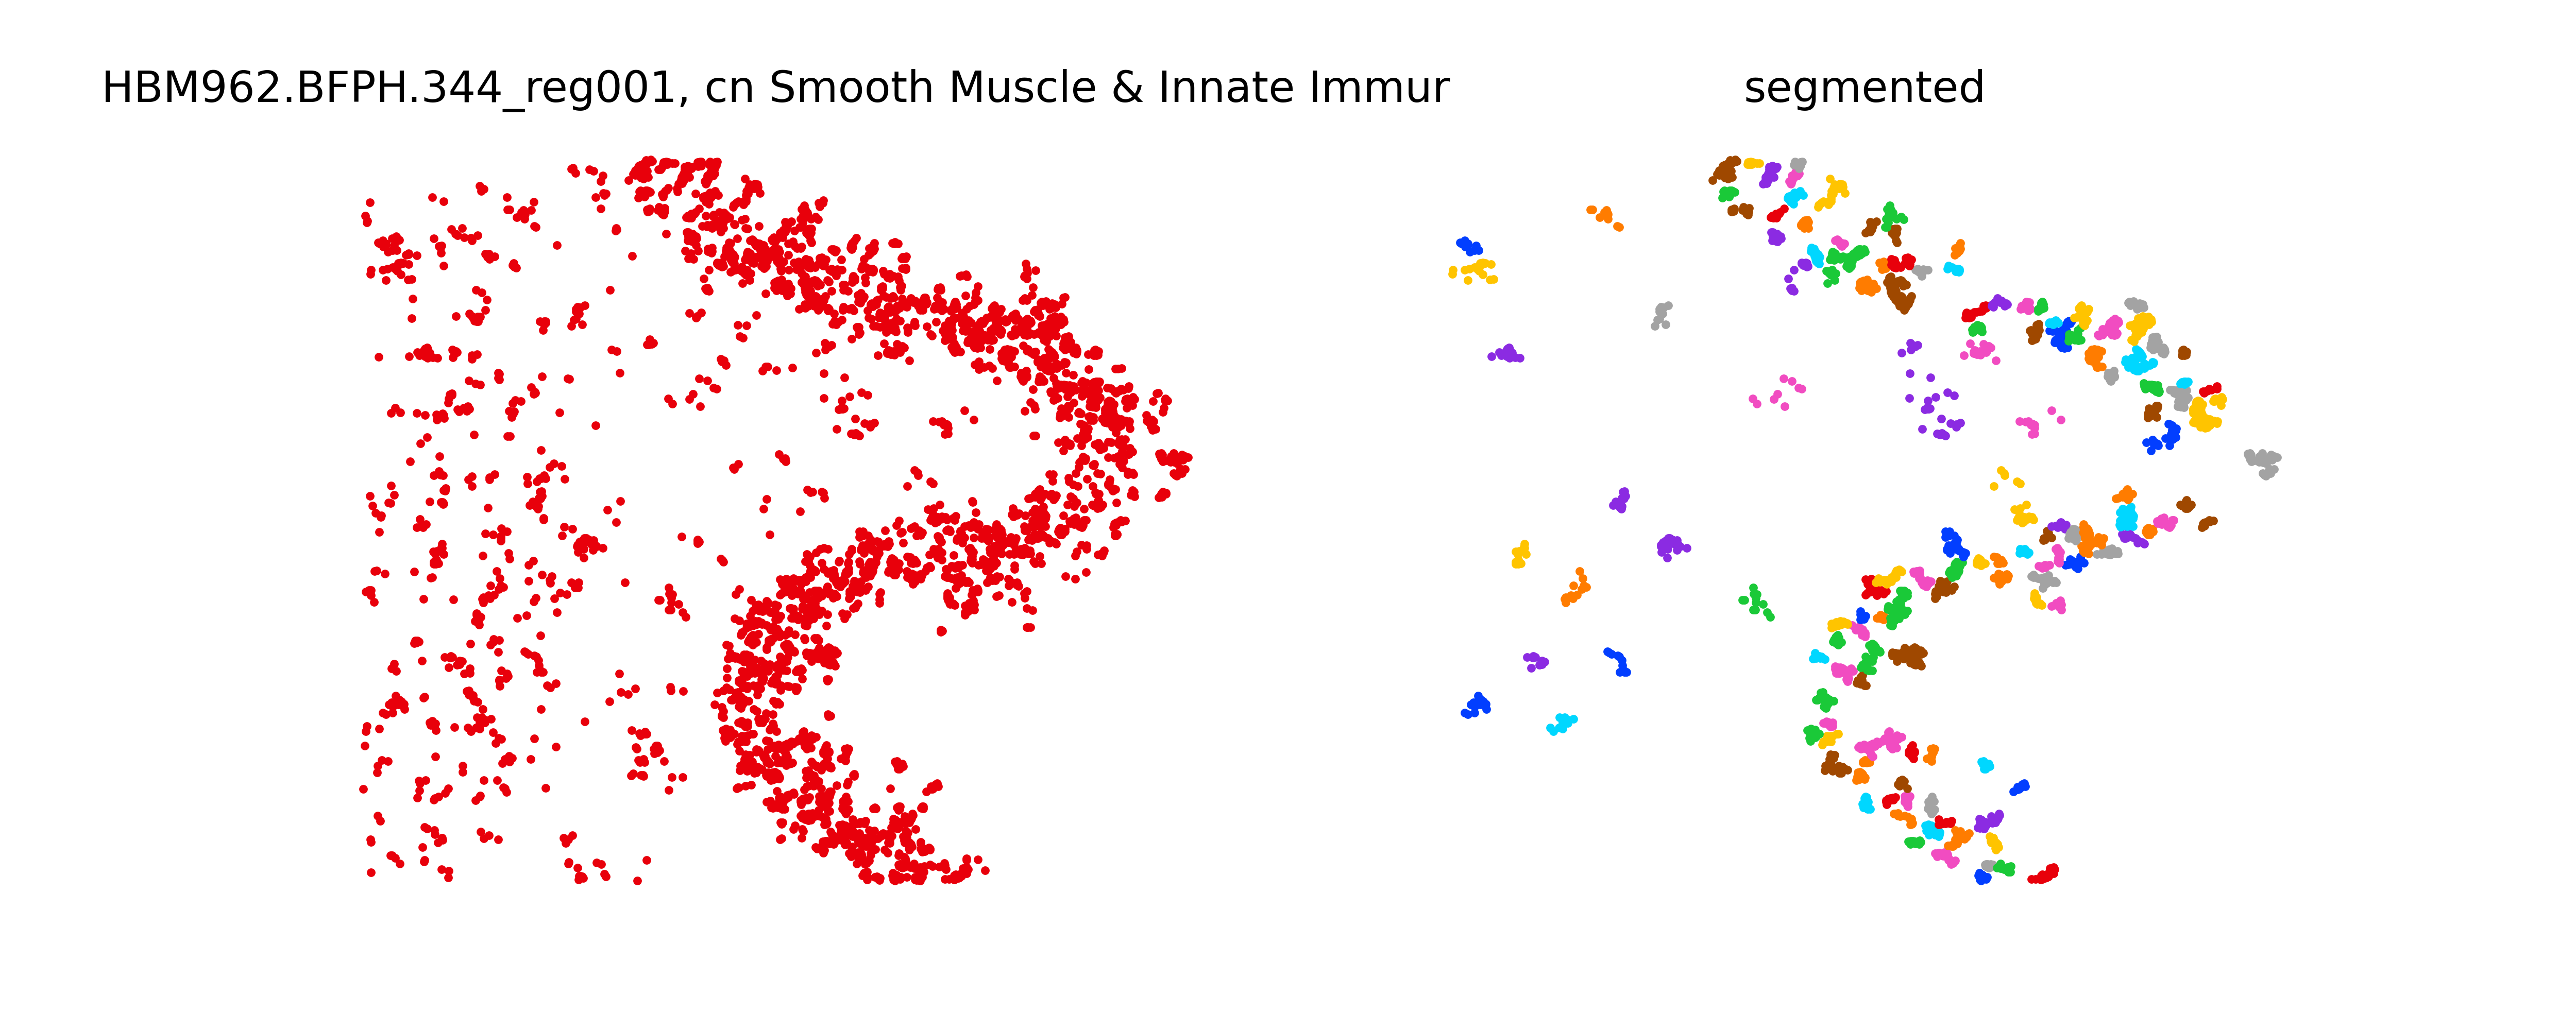 HBM962.BFPH.344_reg001, cn Smooth Muscle & Innate Immur
segmented